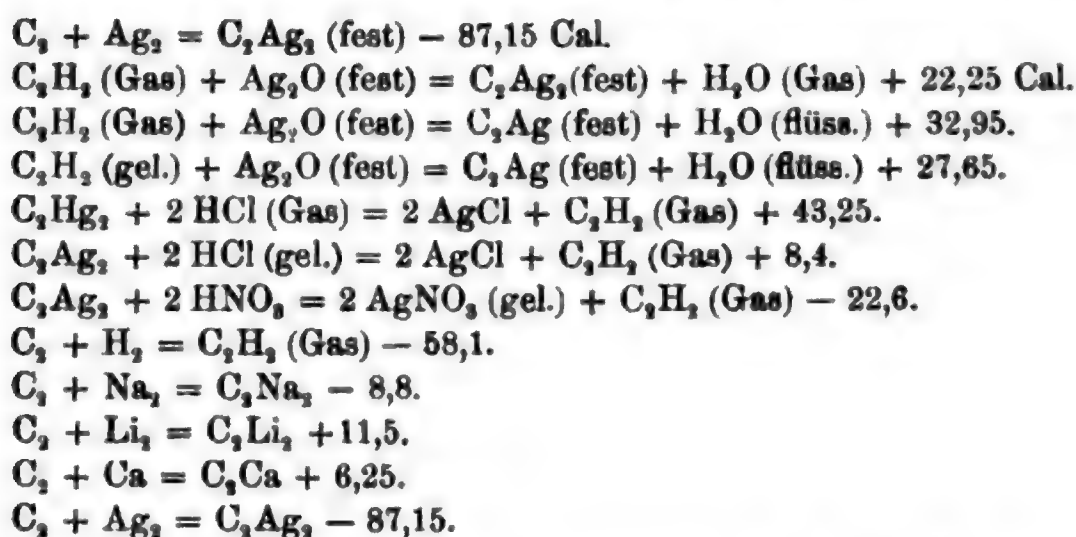 C₂ + Ag₂ = C₂Ag₂ (fest) − 87,15 Cal.
C₂H₂ (Gas) + Ag₂O (fest) = C₂Ag₂(fest) + H₂O (Gas) + 22,25 Cal.
C₂H₂ (Gas) + Ag₂O (fest) = C₂Ag (fest) + H₂O (flüss.) + 32,95.
C₂H₂ (gel.) + Ag₂O (fest) = C₂Ag (fest) + H₂O (flüss.) + 27,65.
C₂Hg₂ + 2 HCl (Gas) = 2 AgCl + C₂H₂ (Gas) + 43,25.
C₂Ag₂ + 2 HCl (gel.) = 2 AgCl + C₂H₂ (Gas) + 8,4.
C₂Ag₂ + 2 HNO₃ = 2 AgNO₃ (gel.) + C₂H₂ (Gas) − 22,6.
C₂ + H₂ = C₂H₂ (Gas) − 58,1.
C₂ + Na₂ = C₂Na₂ − 8,8.
C₂ + Li₂ = C₂Li₂ +11,5.
C₂ + Ca = C₂Ca + 6,25.
C₂ + Ag₂ = C₂Ag₂ − 87,15.